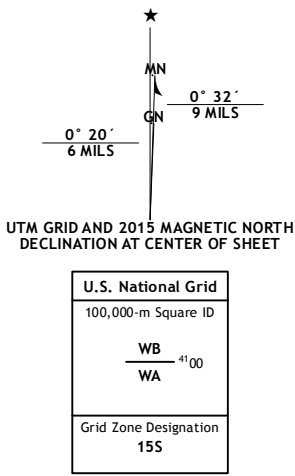 ★
MN
0° 32´
9 MILS
GN
0° 20´
6 MILS
UTM GRID AND 2015 MAGNETIC NORTH
DECLINATION AT CENTER OF SHEET
U.S. National Grid
100,000-m Square ID
WB
4100
WA
Grid Zone Designation
15S